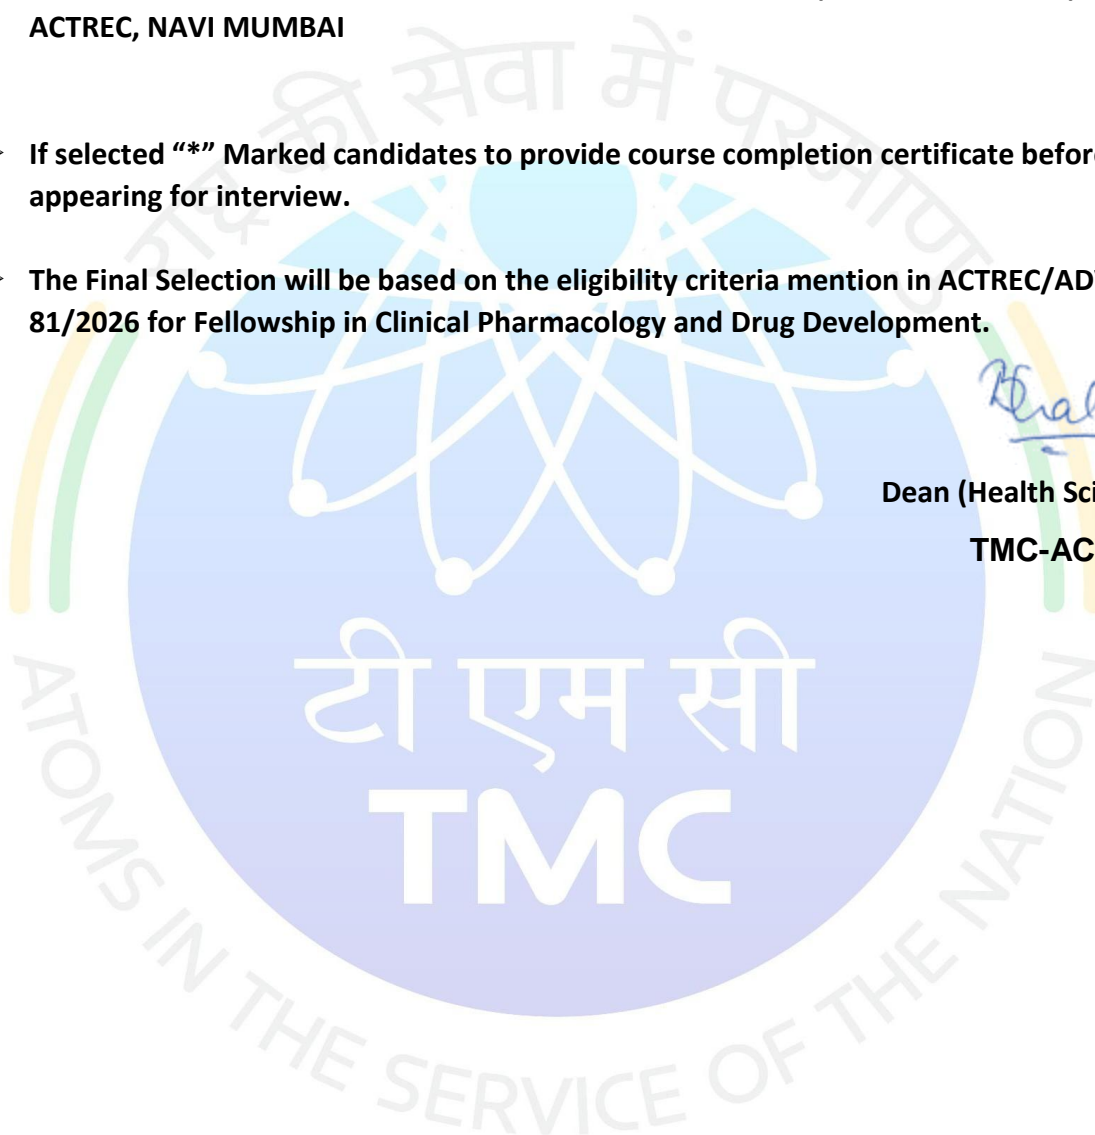 ACTREC, NAVI MUMBAI
If selected “*” Marked candidates to provide course completion certificate before
appearing for interview.
The Final Selection will be based on the eligibility criteria mention in ACTREC/AD
81/2026 for Fellowship in Clinical Pharmacology and Drug Development.
Dean (Health Sci
TMC-AC
राष्ट्र की सेवा में परमाणु
टी एम सी
TMC
ATOMS IN THE SERVICE OF THE NATION